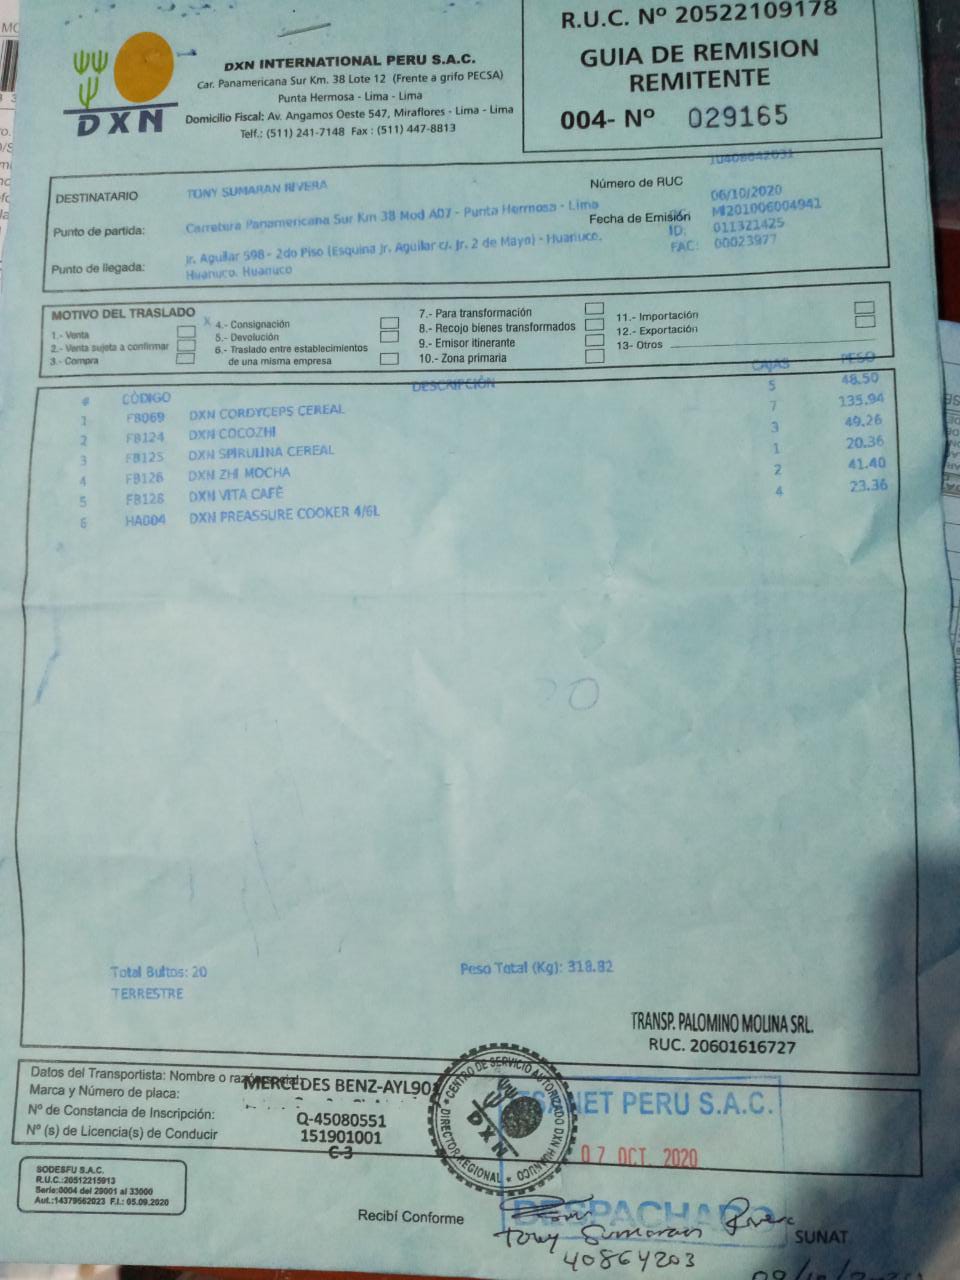 R.U.C. Nº 20522109178
GUIA DE REMISION
REMITENTE
004- Nº 029165
DXN
DXN INTERNATIONAL PERU S.A.C.
Car. Panamericana Sur Km. 38 Lote 12 (Frente a grifo PECSA)
Punta Hermosa - Lima - Lima
Domicilio Fiscal: Av. Angamos Oeste 547, Miraflores - Lima - Lima
Telf.: (511) 241-7148 Fax : (511) 447-8813
DESTINATARIO TONY SUMARAN RIVERA Número de RUC
Punto de partida: Carretura Panamericana Sur Km 38 Mod A07 - Punta Hermosa - Lima Fecha de Emisión 06/10/2020
MI201006004941
ID: 011321425
FAC: 00023977
Punto de llegada: Jr. Aguilar 598 - 2do Piso (Esquina Jr. Aguilar c/. Jr. 2 de Mayo) - Huanuco.
Huanuco. Huanuco
MOTIVO DEL TRASLADO
1.- Venta X
2.- Venta sujeta a confirmar
3.- Compra
4.- Consignación
5.- Devolución
6.- Traslado entre establecimientos
de una misma empresa
7.- Para transformación
8.- Recojo bienes transformados
9.- Emisor itinerante
10.- Zona primaria
11.- Importación
12.- Exportación
13- Otros
# CÓDIGO DESCRIPCIÓN CAJAS PESO
1 FB069 DXN CORDYCEPS CEREAL 5 48.50
2 FB124 DXN COCOZHI 7 135.94
3 FB125 DXN SPIRULINA CEREAL 3 49.26
4 FB126 DXN ZHI MOCHA 1 20.36
5 FB128 DXN VITA CAFÉ 2 41.40
6 HA004 DXN PREASSURE COOKER 4/6L 4 23.36
20
Total Bultos: 20 Peso Total (Kg): 318.82
TERRESTRE
TRANSP. PALOMINO MOLINA SRL.
RUC. 20601616727
Datos del Transportista: Nombre o razón social:
Marca y Número de placa: MERCEDES BENZ-AYL90
Nº de Constancia de Inscripción: Q-45080551
Nº (s) de Licencia(s) de Conducir 151901001
C-3
CENTRO DE SERVICIO AUTORIZADO DXN HUANUCO
DIRECTOR REGIONAL
DXN
NET PERU S.A.C.
07 OCT. 2020
DESPACHADO
SODESFU S.A.C.
R.U.C.:20512215913
Serie:0004 del 29001 al 33000
Aut.:14379562023 F.I.: 05.09.2020
Recibí Conforme
Tony Sumaran Rivera
40864203
SUNAT